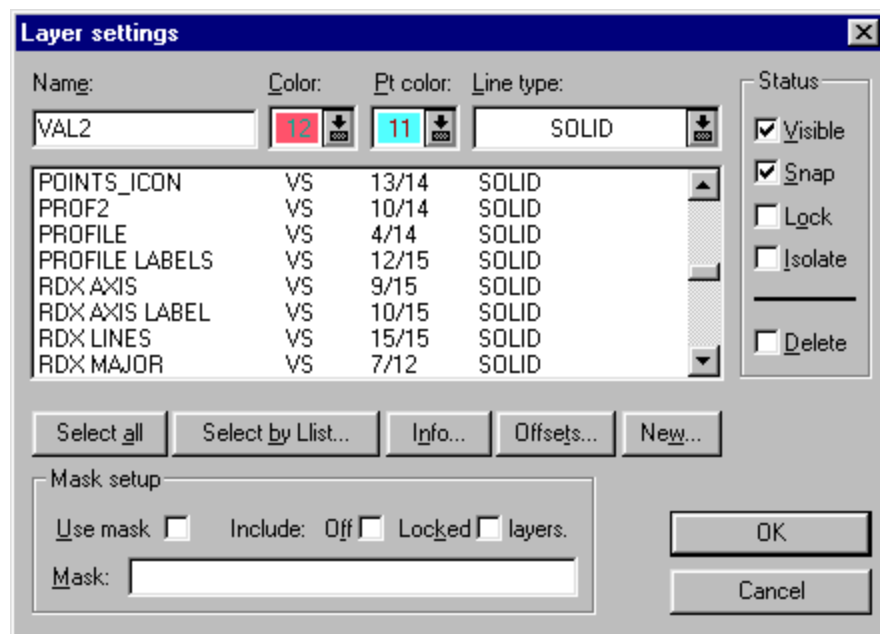 Layer settings
Name: Color: Pt color: Line type: Status
VAL2 12 11 SOLID
Visible
Snap
Lock
Isolate
Delete
POINTS_ICON VS 13/14 SOLID
PROF2 VS 10/14 SOLID
PROFILE VS 4/14 SOLID
PROFILE LABELS VS 12/15 SOLID
RDX AXIS VS 9/15 SOLID
RDX AXIS LABEL VS 10/15 SOLID
RDX LINES VS 15/15 SOLID
RDX MAJOR VS 7/12 SOLID
Select all Select by Llist... Info... Offsets... New...
Mask setup
Use mask Include: Off Locked layers.
Mask:
OK
Cancel